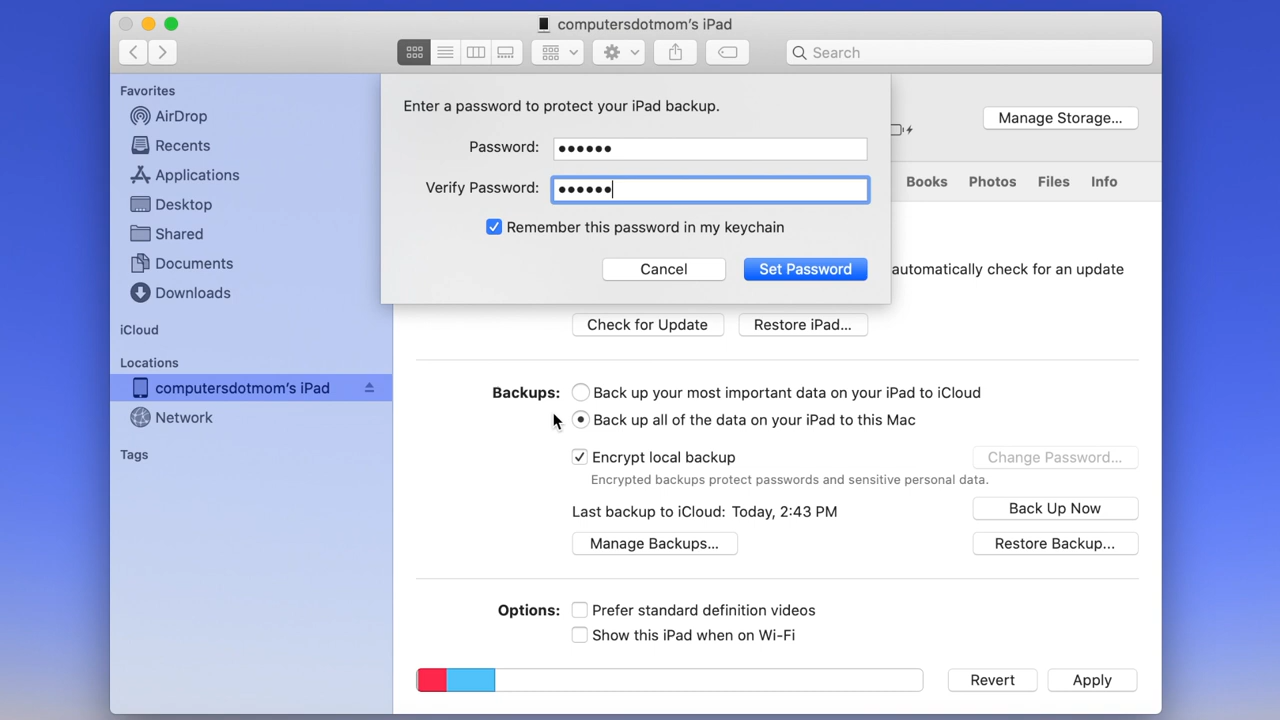 computersdotmom's iPad
Search
Favorites
AirDrop
Recents
Applications
Desktop
Shared
Documents
Downloads
iCloud
Locations
computersdotmom's iPad
Network
Tags
Enter a password to protect your iPad backup.
Password: ●●●●●●
Verify Password: ●●●●●●
Remember this password in my keychain
Cancel Set Password
Manage Storage...
Books Photos Files Info
automatically check for an update
Check for Update Restore iPad...
Backups: Back up your most important data on your iPad to iCloud
Back up all of the data on your iPad to this Mac
Encrypt local backup Change Password...
Encrypted backups protect passwords and sensitive personal data.
Last backup to iCloud: Today, 2:43 PM Back Up Now
Manage Backups... Restore Backup...
Options: Prefer standard definition videos
Show this iPad when on Wi-Fi
Revert Apply